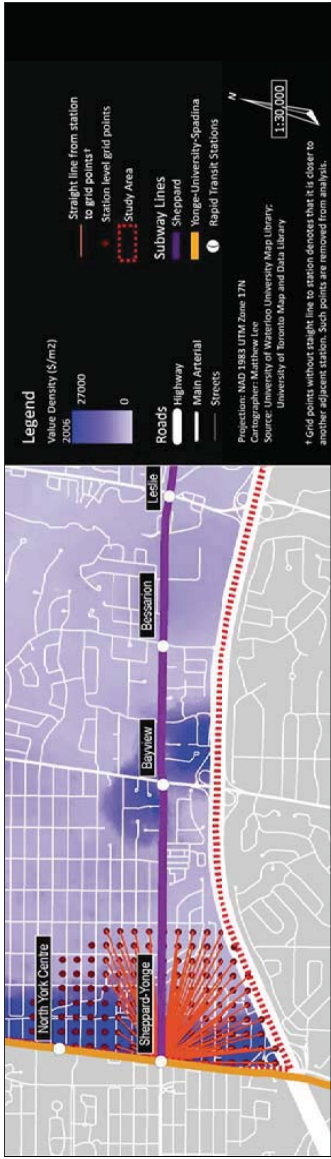 Legend
Value Density ($/m2)
2006
27000
0
Straight line from station
to grid points†
Station level grid points
Study Area
Roads
Highway
Main Arterial
Streets
Subway Lines
Sheppard
Yonge-University-Spadina
Rapid Transit Stations
Projection: NAD 1983 UTM Zone 17N
Cartographer: Matthew Lee
Source: University of Waterloo University Map Library;
University of Toronto Map and Data Library
N
1:30,000
† Grid points without staight line to station denotes that it is closer to
another adjacent station. Such points are removed from analysis.
North York Centre
Sheppard-Yonge
Bayview
Bessarion
Leslie